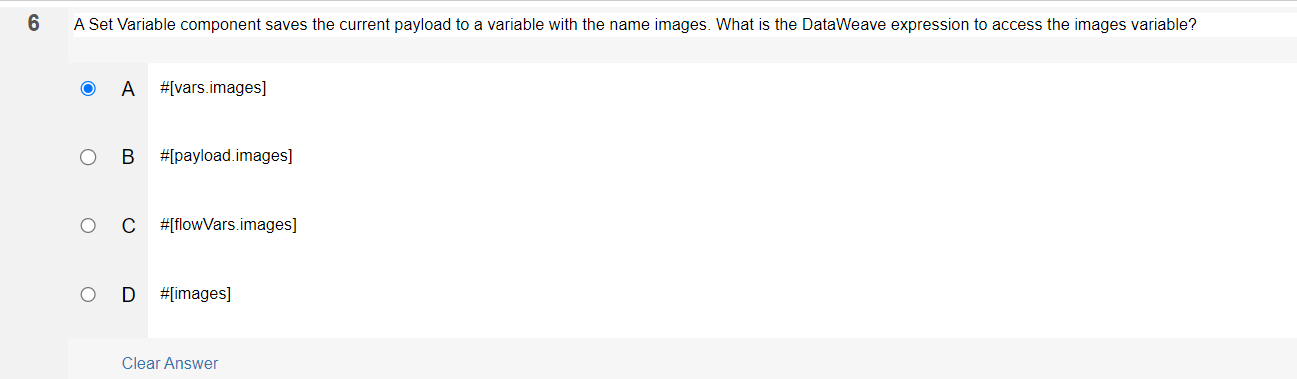 6 A Set Variable component saves the current payload to a variable with the name images. What is the DataWeave expression to access the images variable?
A #[vars.images]
B #[payload.images]
C #[flowVars.images]
D #[images]
Clear Answer